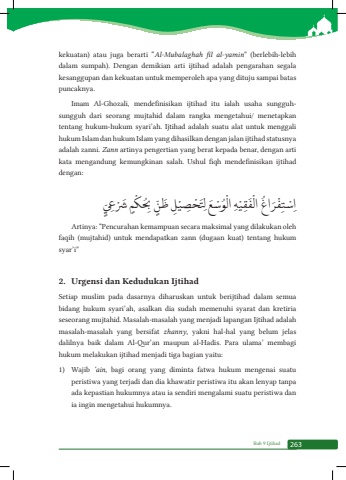 kekuatan) atau juga berarti "Al-Mubalaghah fil al-yamin" (berlebih-lebih
dalam sumpah). Dengan demikian arti ijtihad adalah pengarahan segala
kesanggupan dan kekuatan untuk memperoleh apa yang dituju sampai batas
puncaknya.
Imam Al-Ghozali, mendefinisikan ijtihad itu ialah usaha sungguh-
sungguh dari seorang mujtahid dalam rangka mengetahui/ menetapkan
tentang hukum-hukum syari'ah. Ijtihad adalah suatu alat untuk menggali
hukum Islam dan hukum Islam yang dihasilkan dengan jalan ijtihad statusnya
adalah zanni. Zann artinya pengertian yang berat kepada benar, dengan arti
kata mengandung kemungkinan salah. Ushul fiqh mendefinisikan ijtihad
dengan:
اِسْتِفْرَاغُ الْفَقِيْهِ الْوُسْعَ لِتَحْصِيْلِ ظَنٍّ بِحُكْمٍ شَرْعِيٍّ
Artinya: "Pencurahan kemampuan secara maksimal yang dilakukan oleh
faqih (mujtahid) untuk mendapatkan zann (dugaan kuat) tentang hukum
syar'i"
2. Urgensi dan Kedudukan Ijtihad
Setiap muslim pada dasarnya diharuskan untuk berijtihad dalam semua
bidang hukum syari'ah, asalkan dia sudah memenuhi syarat dan kretiria
seseorang mujtahid. Masalah-masalah yang menjadi lapangan Ijtihad adalah
masalah-masalah yang bersifat zhanny, yakni hal-hal yang belum jelas
dalilnya baik dalam Al-Qur'an maupun al-Hadis. Para ulama' membagi
hukum melakukan ijtihad menjadi tiga bagian yaitu:
1) Wajib 'ain, bagi orang yang diminta fatwa hukum mengenai suatu
peristiwa yang terjadi dan dia khawatir peristiwa itu akan lenyap tanpa
ada kepastian hukumnya atau ia sendiri mengalami suatu peristiwa dan
ia ingin mengetahui hukumnya.
Bab 9 Ijtihad 263